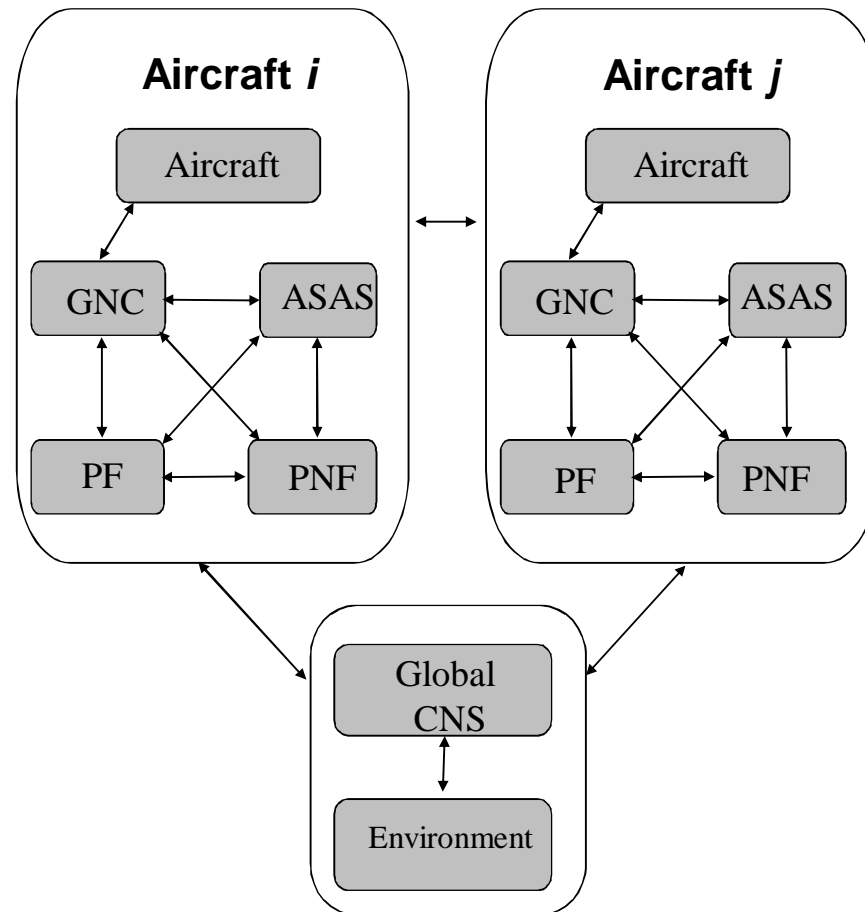 Aircraft i
Aircraft
GNC
ASAS
PF
PNF
Aircraft j
Aircraft
GNC
ASAS
PF
PNF
Global
CNS
Environment